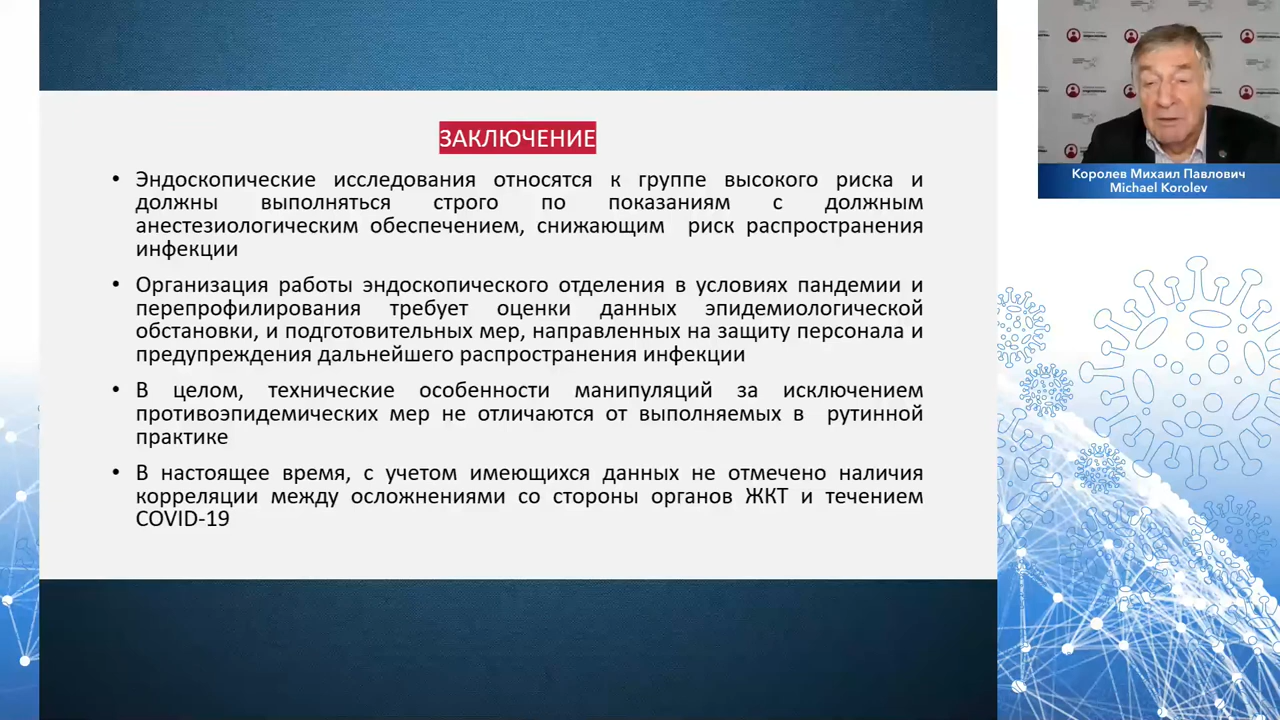 ЗАКЛЮЧЕНИЕ
• Эндоскопические исследования относятся к группе высокого риска и
должны выполняться строго по показаниям с должным
анестезиологическим обеспечением, снижающим риск распространения
инфекции
• Организация работы эндоскопического отделения в условиях пандемии и
перепрофилирования требует оценки данных эпидемиологической
обстановки, и подготовительных мер, направленных на защиту персонала и
предупреждения дальнейшего распространения инфекции
• В целом, технические особенности манипуляций за исключением
противоэпидемических мер не отличаются от выполняемых в рутинной
практике
• В настоящее время, с учетом имеющихся данных не отмечено наличия
корреляции между осложнениями со стороны органов ЖКТ и течением
COVID-19
Королев Михаил Павлович
Michael Korolev